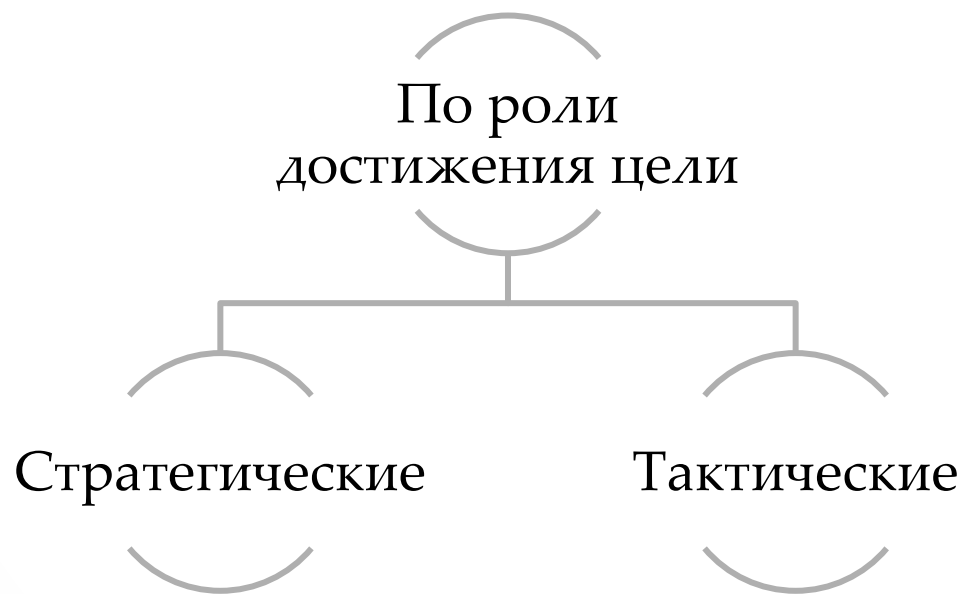 По роли
достижения цели
Стратегические
Тактические